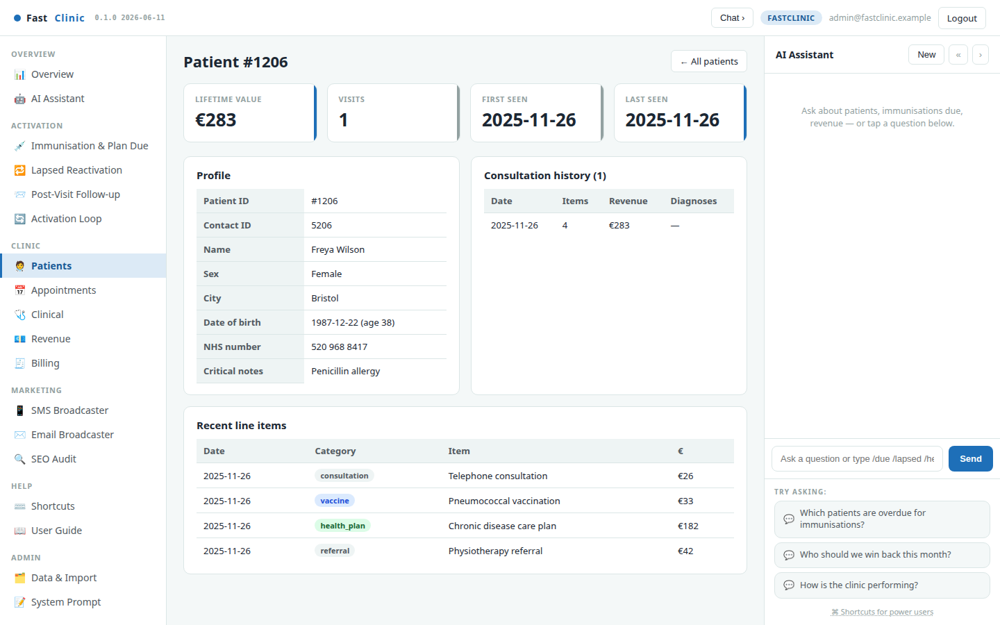 Fast Clinic 0.1.0 2026-06-11
Chat ›
FASTCLINIC
admin@fastclinic.example
Logout
OVERVIEW
Overview
AI Assistant
ACTIVATION
Immunisation & Plan Due
Lapsed Reactivation
Post-Visit Follow-up
Activation Loop
CLINIC
Patients
Appointments
Clinical
Revenue
Billing
MARKETING
SMS Broadcaster
Email Broadcaster
SEO Audit
HELP
Shortcuts
User Guide
ADMIN
Data & Import
System Prompt
Patient #1206
← All patients
LIFETIME VALUE
€283
VISITS
1
FIRST SEEN
2025-11-26
LAST SEEN
2025-11-26
Profile
Patient ID #1206
Contact ID 5206
Name Freya Wilson
Sex Female
City Bristol
Date of birth 1987-12-22 (age 38)
NHS number 520 968 8417
Critical notes Penicillin allergy
Consultation history (1)
Date Items Revenue Diagnoses
2025-11-26 4 €283 —
Recent line items
Date Category Item €
2025-11-26 consultation Telephone consultation €26
2025-11-26 vaccine Pneumococcal vaccination €33
2025-11-26 health_plan Chronic disease care plan €182
2025-11-26 referral Physiotherapy referral €42
AI Assistant
New « ›
Ask about patients, immunisations due,
revenue — or tap a question below.
Ask a question or type /due /lapsed /he
Send
TRY ASKING:
Which patients are overdue for
immunisations?
Who should we win back this month?
How is the clinic performing?
⌘ Shortcuts for power users